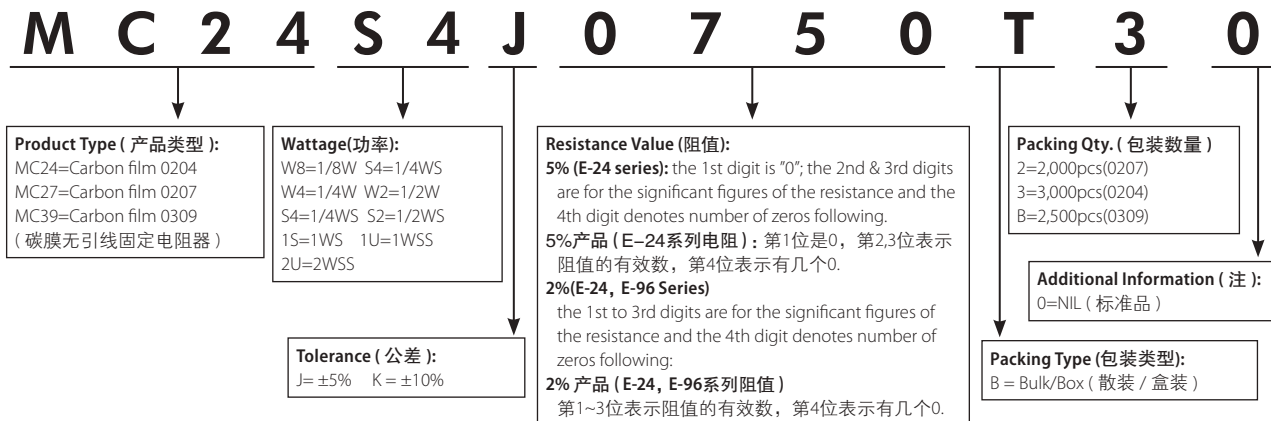 M C 2 4 S 4 J 0 7 5 0 T 3 0
Product Type ( 产品类型 ):
MC24=Carbon film 0204
MC27=Carbon film 0207
MC39=Carbon film 0309
( 碳膜无引线固定电阻器 )
Wattage(功率):
W8=1/8W S4=1/4WS
W4=1/4W W2=1/2W
S4=1/4WS S2=1/2WS
1S=1WS 1U=1WSS
2U=2WSS
Tolerance ( 公差 ):
J= ±5% K = ±10%
Resistance Value (阻值):
5% (E-24 series): the 1st digit is "0"; the 2nd & 3rd digits
are for the significant figures of the resistance and the
4th digit denotes number of zeros following.
5%产品 ( E–24系列电阻 ) : 第1位是0，第2,3位表示
阻值的有效数，第4位表示有几个0.
2%(E-24, E-96 Series)
the 1st to 3rd digits are for the significant figures of
the resistance and the 4th digit denotes number of
zeros following:
2% 产品 ( E-24, E-96系列阻值 )
第1~3位表示阻值的有效数，第4位表示有几个0.
Packing Qty. ( 包装数量 )
2=2,000pcs(0207)
3=3,000pcs(0204)
B=2,500pcs(0309)
Additional Information ( 注 ):
0=NIL ( 标准品 )
Packing Type (包装类型):
B = Bulk/Box ( 散装 / 盒装 )